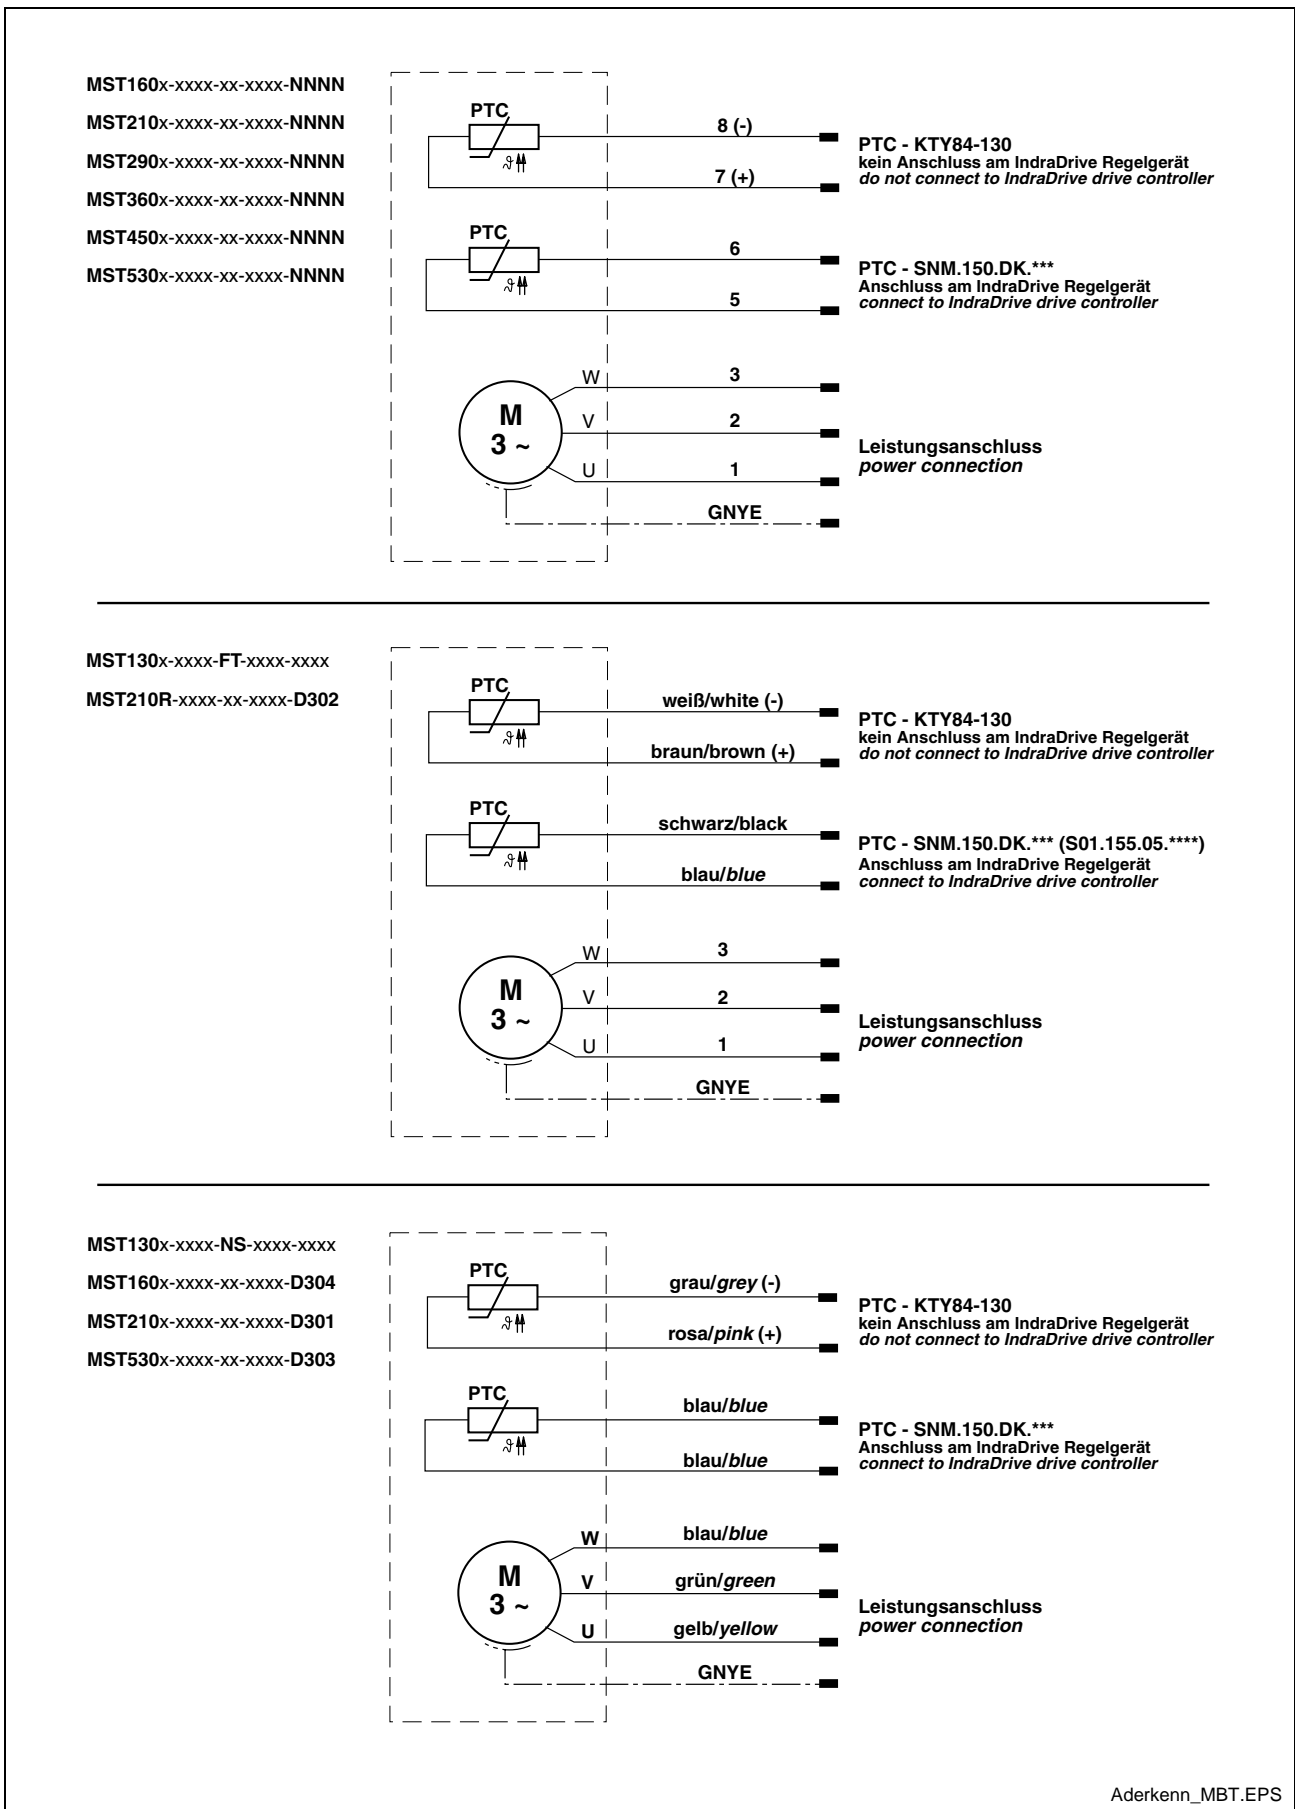 MST160x-xxxx-xx-xxxx-NNNN
MST210x-xxxx-xx-xxxx-NNNN
MST290x-xxxx-xx-xxxx-NNNN
MST360x-xxxx-xx-xxxx-NNNN
MST450x-xxxx-xx-xxxx-NNNN
MST530x-xxxx-xx-xxxx-NNNN
PTC
ϑ
8 (-)
7 (+)
PTC - KTY84-130
kein Anschluss am IndraDrive Regelgerät
do not connect to IndraDrive drive controller
PTC
ϑ
6
5
PTC - SNM.150.DK.***
Anschluss am IndraDrive Regelgerät
connect to IndraDrive drive controller
M
3 ~
W
3
V
2
U
1
GNYE
Leistungsanschluss
power connection
MST130x-xxxx-FT-xxxx-xxxx
MST210R-xxxx-xx-xxxx-D302
PTC
ϑ
weiß/white (-)
braun/brown (+)
PTC - KTY84-130
kein Anschluss am IndraDrive Regelgerät
do not connect to IndraDrive drive controller
PTC
ϑ
schwarz/black
blau/blue
PTC - SNM.150.DK.*** (S01.155.05.****)
Anschluss am IndraDrive Regelgerät
connect to IndraDrive drive controller
M
3 ~
W
3
V
2
U
1
GNYE
Leistungsanschluss
power connection
MST130x-xxxx-NS-xxxx-xxxx
MST160x-xxxx-xx-xxxx-D304
MST210x-xxxx-xx-xxxx-D301
MST530x-xxxx-xx-xxxx-D303
PTC
ϑ
grau/grey (-)
rosa/pink (+)
PTC - KTY84-130
kein Anschluss am IndraDrive Regelgerät
do not connect to IndraDrive drive controller
PTC
ϑ
blau/blue
blau/blue
PTC - SNM.150.DK.***
Anschluss am IndraDrive Regelgerät
connect to IndraDrive drive controller
M
3 ~
W
blau/blue
V
grün/green
U
gelb/yellow
GNYE
Leistungsanschluss
power connection
Aderkenn_MBT.EPS